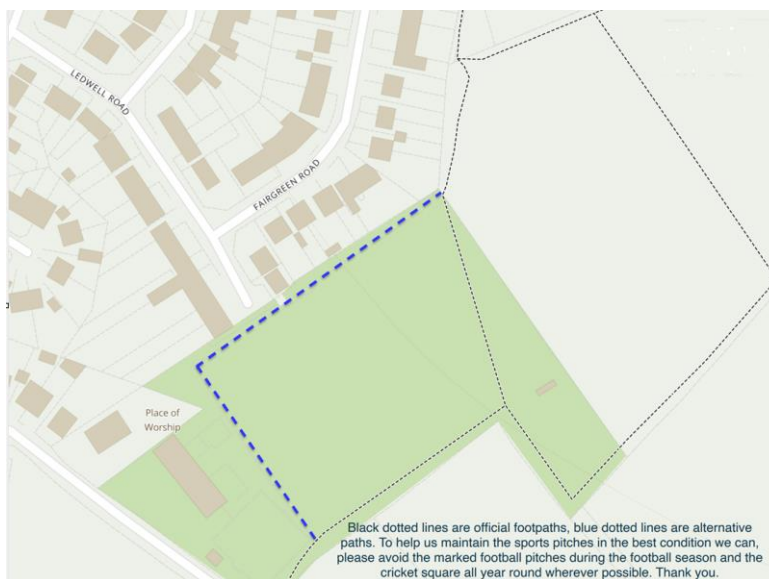 LEDWELL ROAD
FAIRGREEN ROAD
Place of
Worship
Black dotted lines are official footpaths, blue dotted lines are alternative
paths. To help us maintain the sports pitches in the best condition we can,
please avoid the marked football pitches during the football season and the
cricket square all year round wherever possible. Thank you.